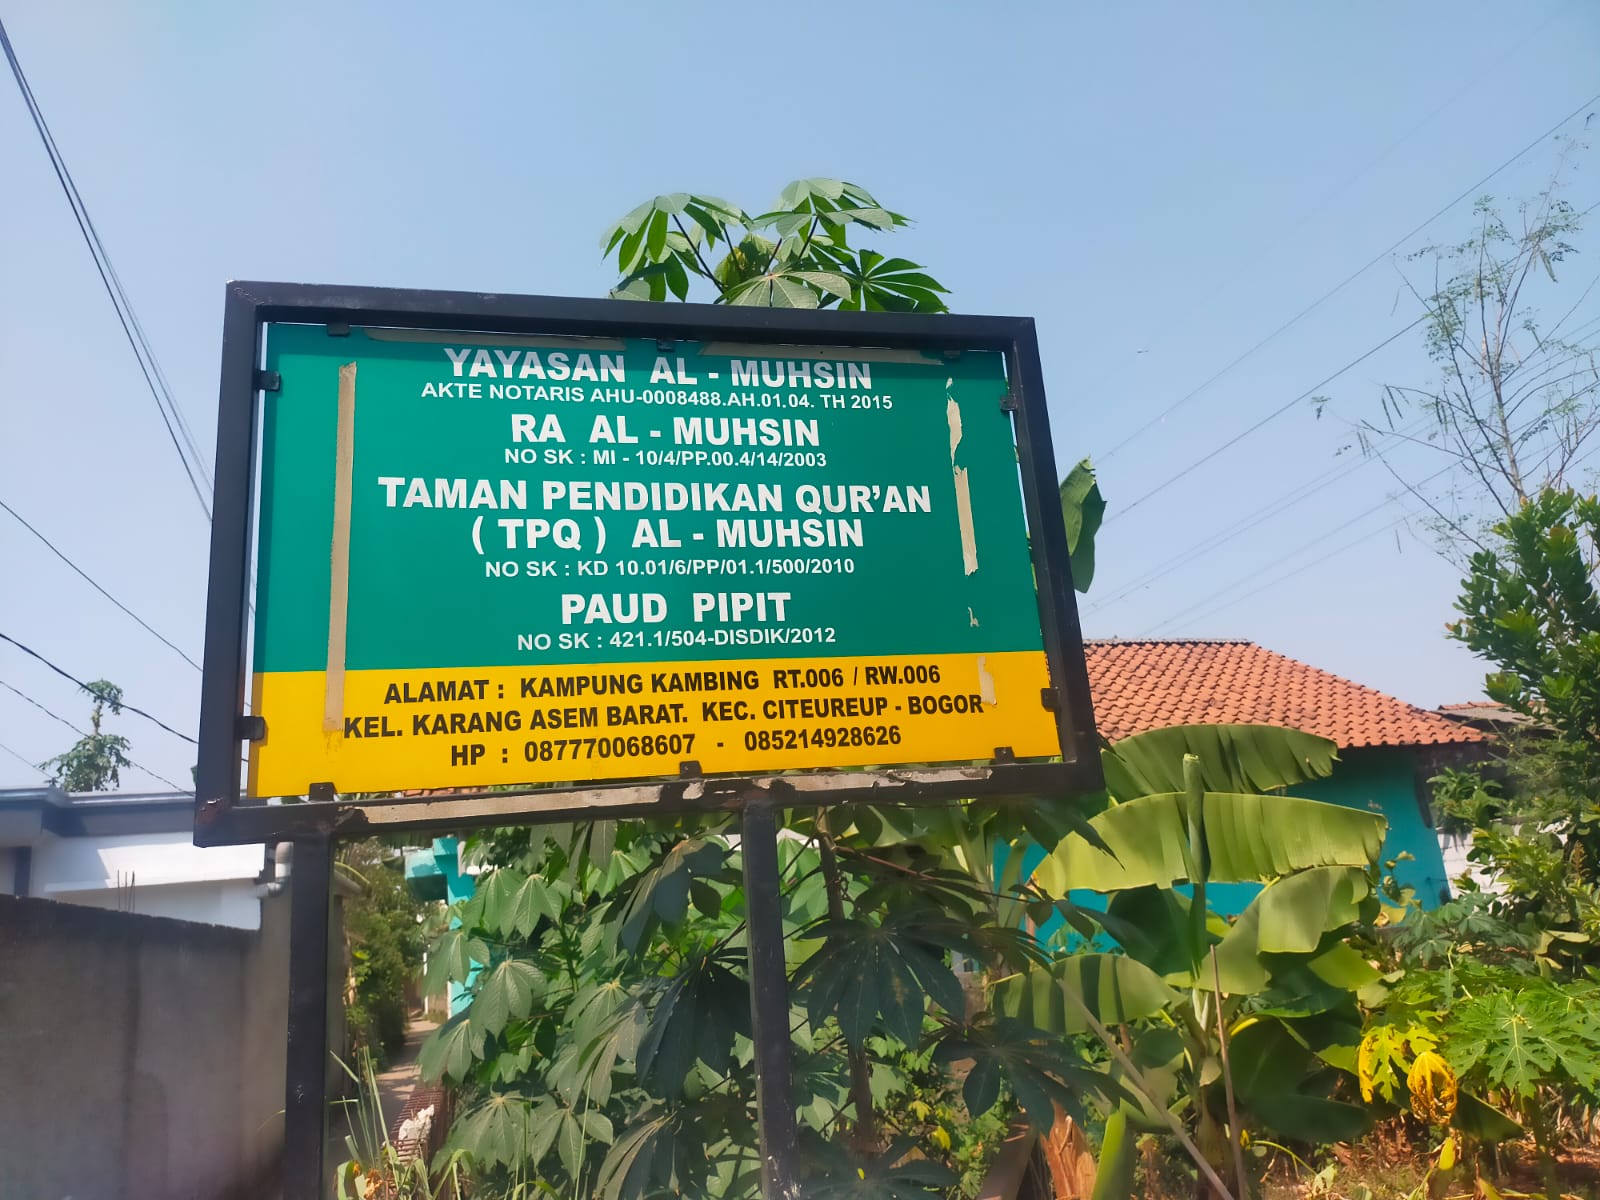 YAYASAN AL - MUHSIN
AKTE NOTARIS AHU-0008488.AH.01.04. TH 2015
RA AL - MUHSIN
NO SK : MI - 10/4/PP.00.4/14/2003
TAMAN PENDIDIKAN QUR'AN
( TPQ ) AL - MUHSIN
NO SK : KD 10.01/6/PP/01.1/500/2010
PAUD PIPIT
NO SK : 421.1/504-DISDIK/2012
ALAMAT : KAMPUNG KAMBING RT.006 / RW.006
KEL. KARANG ASEM BARAT. KEC. CITEUREUP - BOGOR
HP : 087770068607 - 085214928626